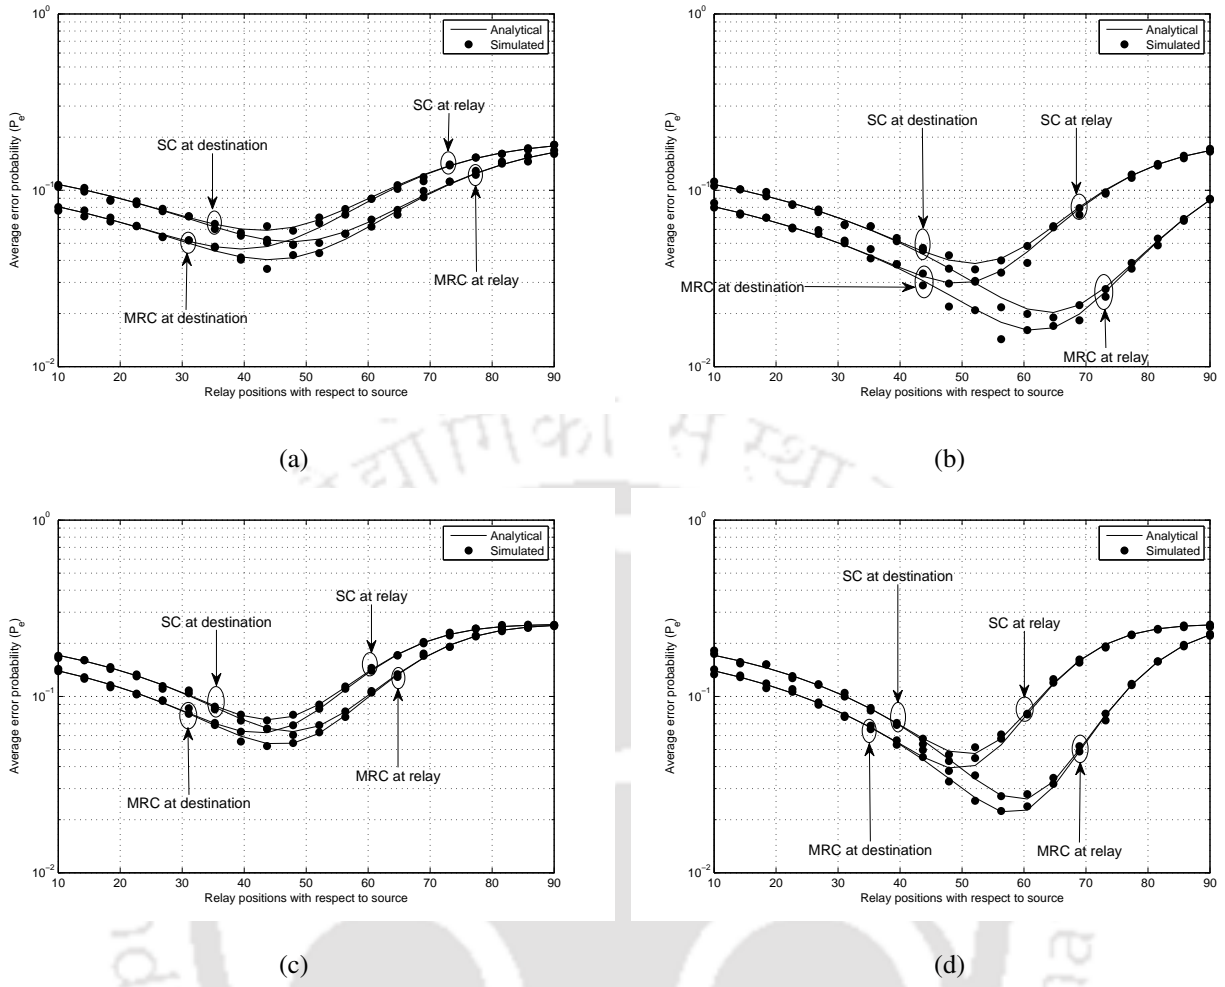 10^0
10^-1
10^-2
Average error probability (P_e)
Analytical
Simulated
SC at relay
SC at destination
MRC at relay
MRC at destination
10 20 30 40 50 60 70 80 90
Relay positions with respect to source
(a)
10^0
10^-1
10^-2
Average error probability (P_e)
Analytical
Simulated
SC at destination
SC at relay
MRC at destination
MRC at relay
10 20 30 40 50 60 70 80 90
Relay positions with respect to source
(b)
10^0
10^-1
10^-2
Average error probability (P_e)
Analytical
Simulated
SC at relay
SC at destination
MRC at relay
MRC at destination
10 20 30 40 50 60 70 80 90
Relay positions with respect to source
(c)
10^0
10^-1
10^-2
Average error probability (P_e)
Analytical
Simulated
SC at destination
SC at relay
MRC at destination
MRC at relay
10 20 30 40 50 60 70 80 90
Relay positions with respect to source
(d)